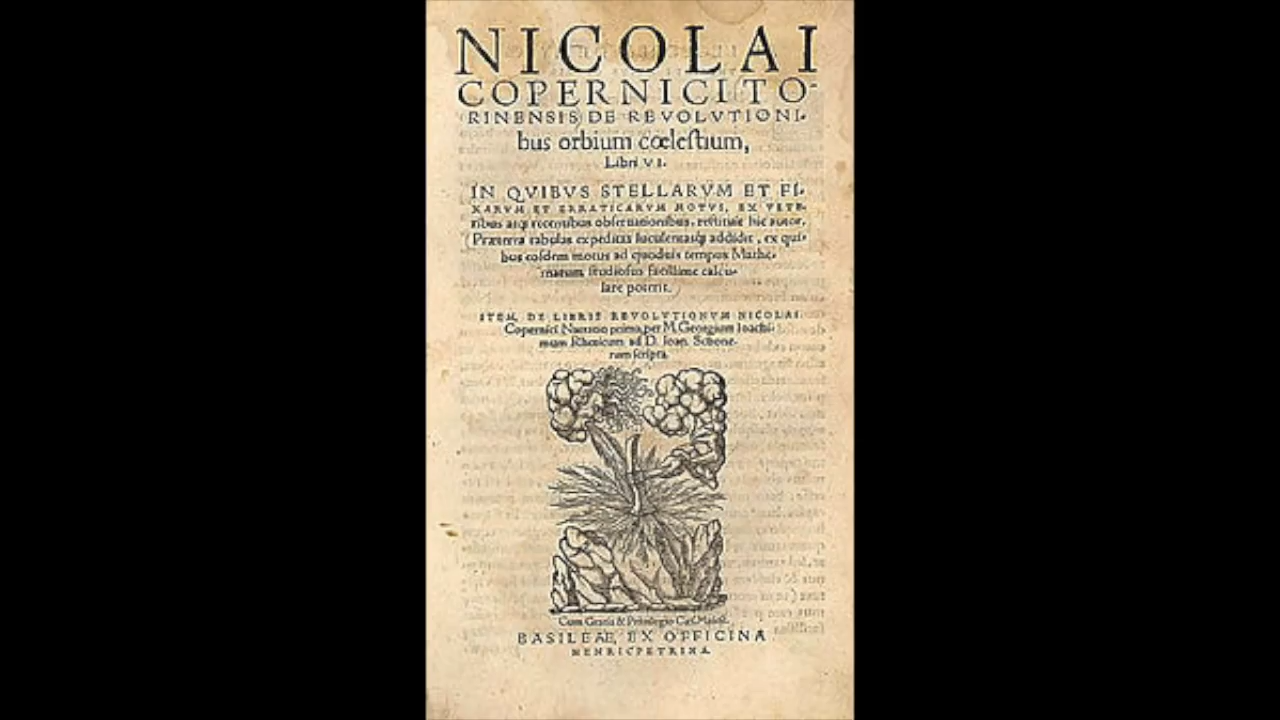 NICOLAI
COPERNICI TO-
RINENSIS DE REVOLVTIONI-
bus orbium cœlestium,
Libri VI.
IN QVIBVS STELLARVM ET FI-
XARVM ET ERRATICARVM MOTVS, EX VETE-
ribus atq; recentibus obseruationibus, restituit hic autor.
Præterea tabulas expeditas luculentasq; addidit, ex qui-
bus eosdem motus ad quoduis tempus Mathe-
matum studiosus facillime calcu-
lare poterit.
ITEM, DE LIBRIS REVOLVTIONVM NICOLAI
Copernici Narratio prima, per M. Georgium Ioachi-
mum Rheticum ad D. Ioan. Schone-
rum scripta.
Cum Gratia & Priuilegio Cæs. Maiest.
BASILEAE, EX OFFICINA
HENRICPETRINA.